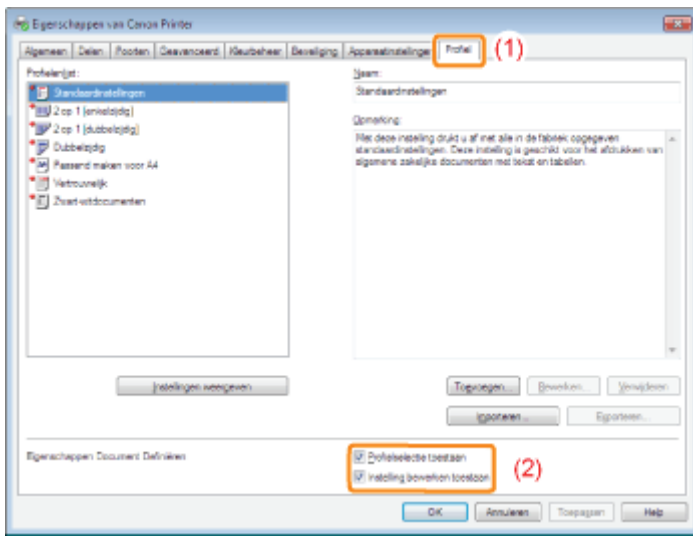 Eigenschappen van Canon Printer
Algemeen Delen Poorten Geavanceerd Kleurbeheer Beveiliging Apparaatinstellingen Profiel (1)
Profielenlijst:
Standaardinstellingen
2 op 1 (enkelzijdig)
2 op 1 (dubbelzijdig)
Dubbelzijdig
Passend maken voor A4
Vertrouwelijk
Zwart-witdocumenten
Naam:
Standaardinstellingen
Opmerking:
Met deze instelling drukt u af met alle in de fabriek opgegeven
standaardinstellingen. Deze instelling is geschikt voor het afdrukken van
algemene zakelijke documenten met tekst en tabellen.
Instellingen weergeven
Toevoegen... Bewerken... Verwijderen
Importeren... Exporteren...
Eigenschappen Document Definiëren
Profielselectie toestaan
Instelling bewerken toestaan
(2)
OK Annuleren Toepassen Help